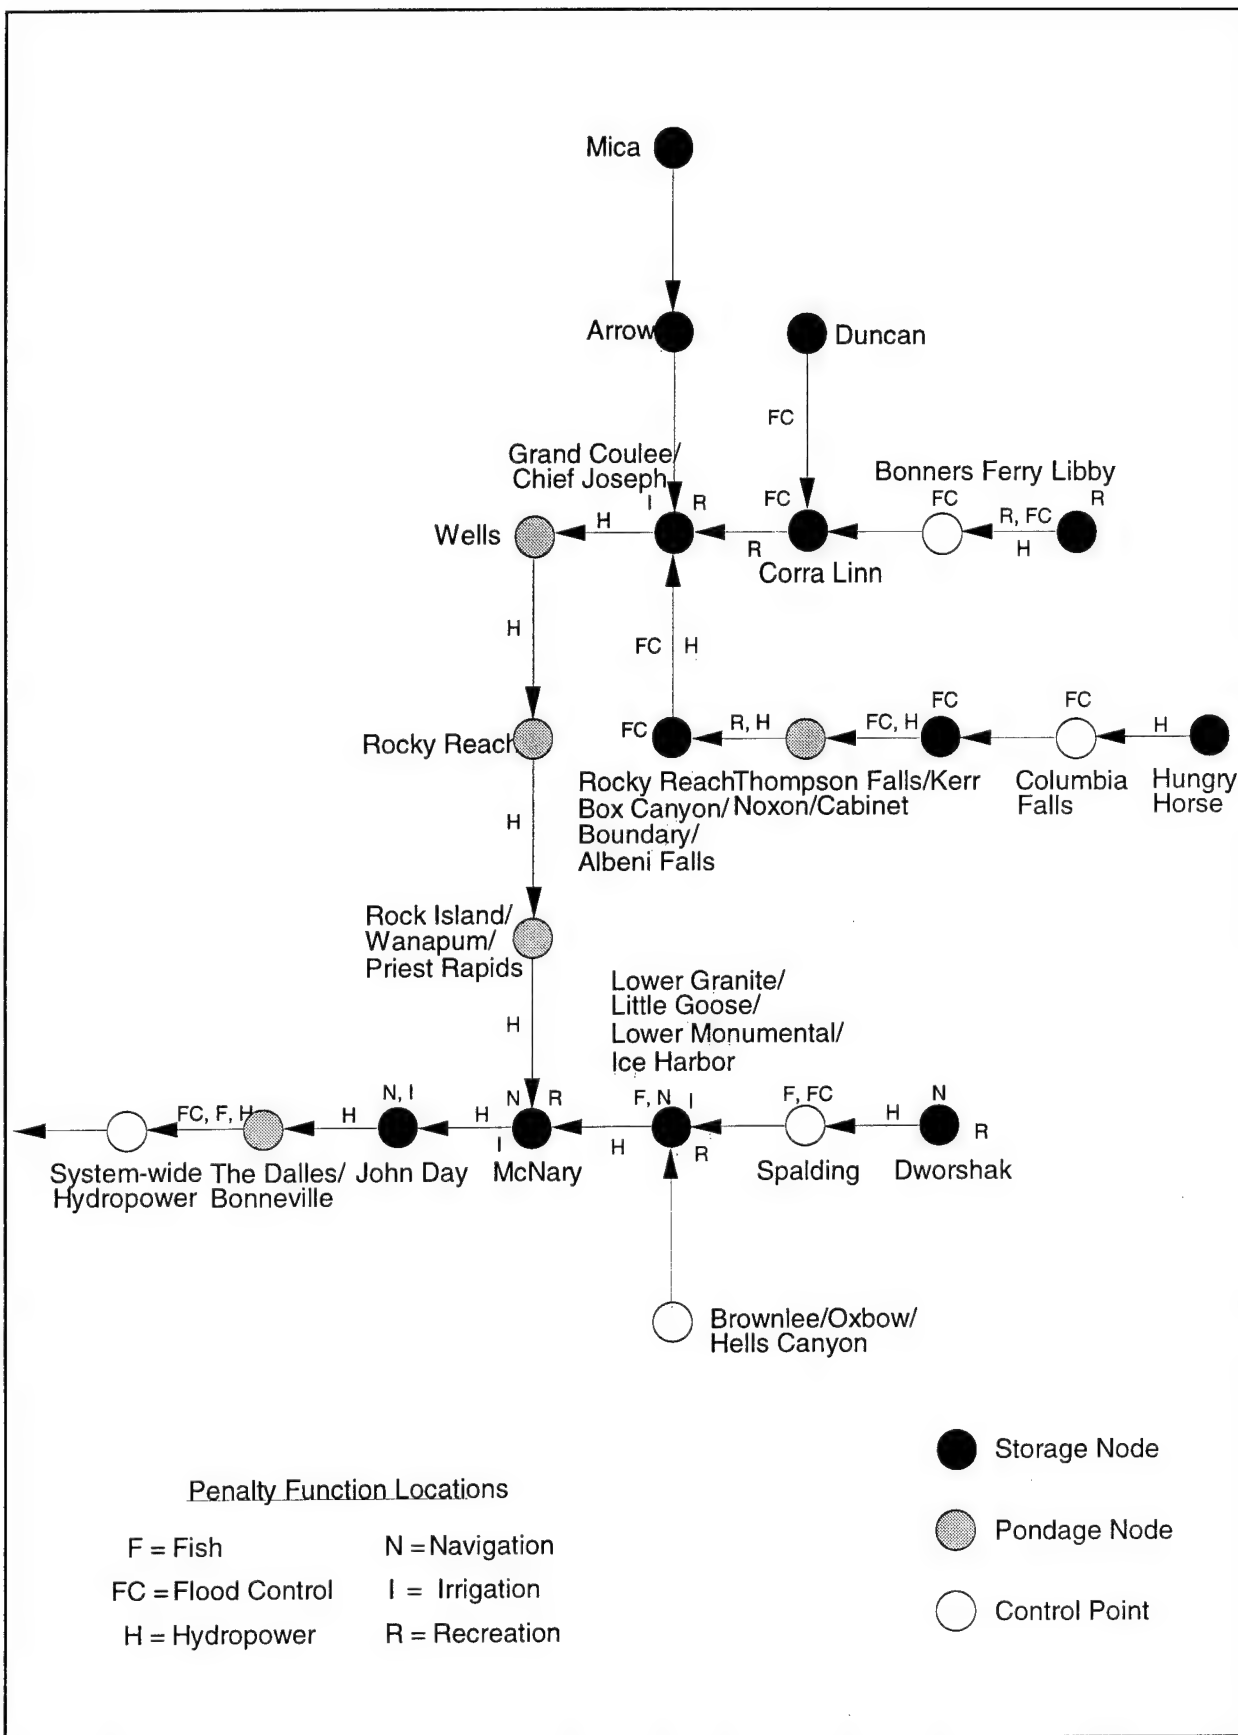 Mica
Arrow
Duncan
FC
Grand Coulee/
Chief Joseph
I
R
FC
Bonners Ferry Libby
FC
R
R, FC
H
Wells
H
R
Corra Linn
H
FC
H
Rocky Reach
FC
R, H
FC, H
FC
FC
H
Rocky Reach
Box Canyon/
Boundary/
Albeni Falls
Thompson Falls/Kerr
Noxon/Cabinet
Columbia
Falls
Hungry
Horse
H
Rock Island/
Wanapum/
Priest Rapids
H
Lower Granite/
Little Goose/
Lower Monumental/
Ice Harbor
FC, F, H
H
N, I
H
N
R
I
H
F, N
I
R
F, FC
H
N
R
System-wide
Hydropower
The Dalles/
Bonneville
John Day
McNary
Spalding
Dworshak
Brownlee/Oxbow/
Hells Canyon
Storage Node
Pondage Node
Control Point
Penalty Function Locations
F = Fish
N = Navigation
FC = Flood Control
I = Irrigation
H = Hydropower
R = Recreation